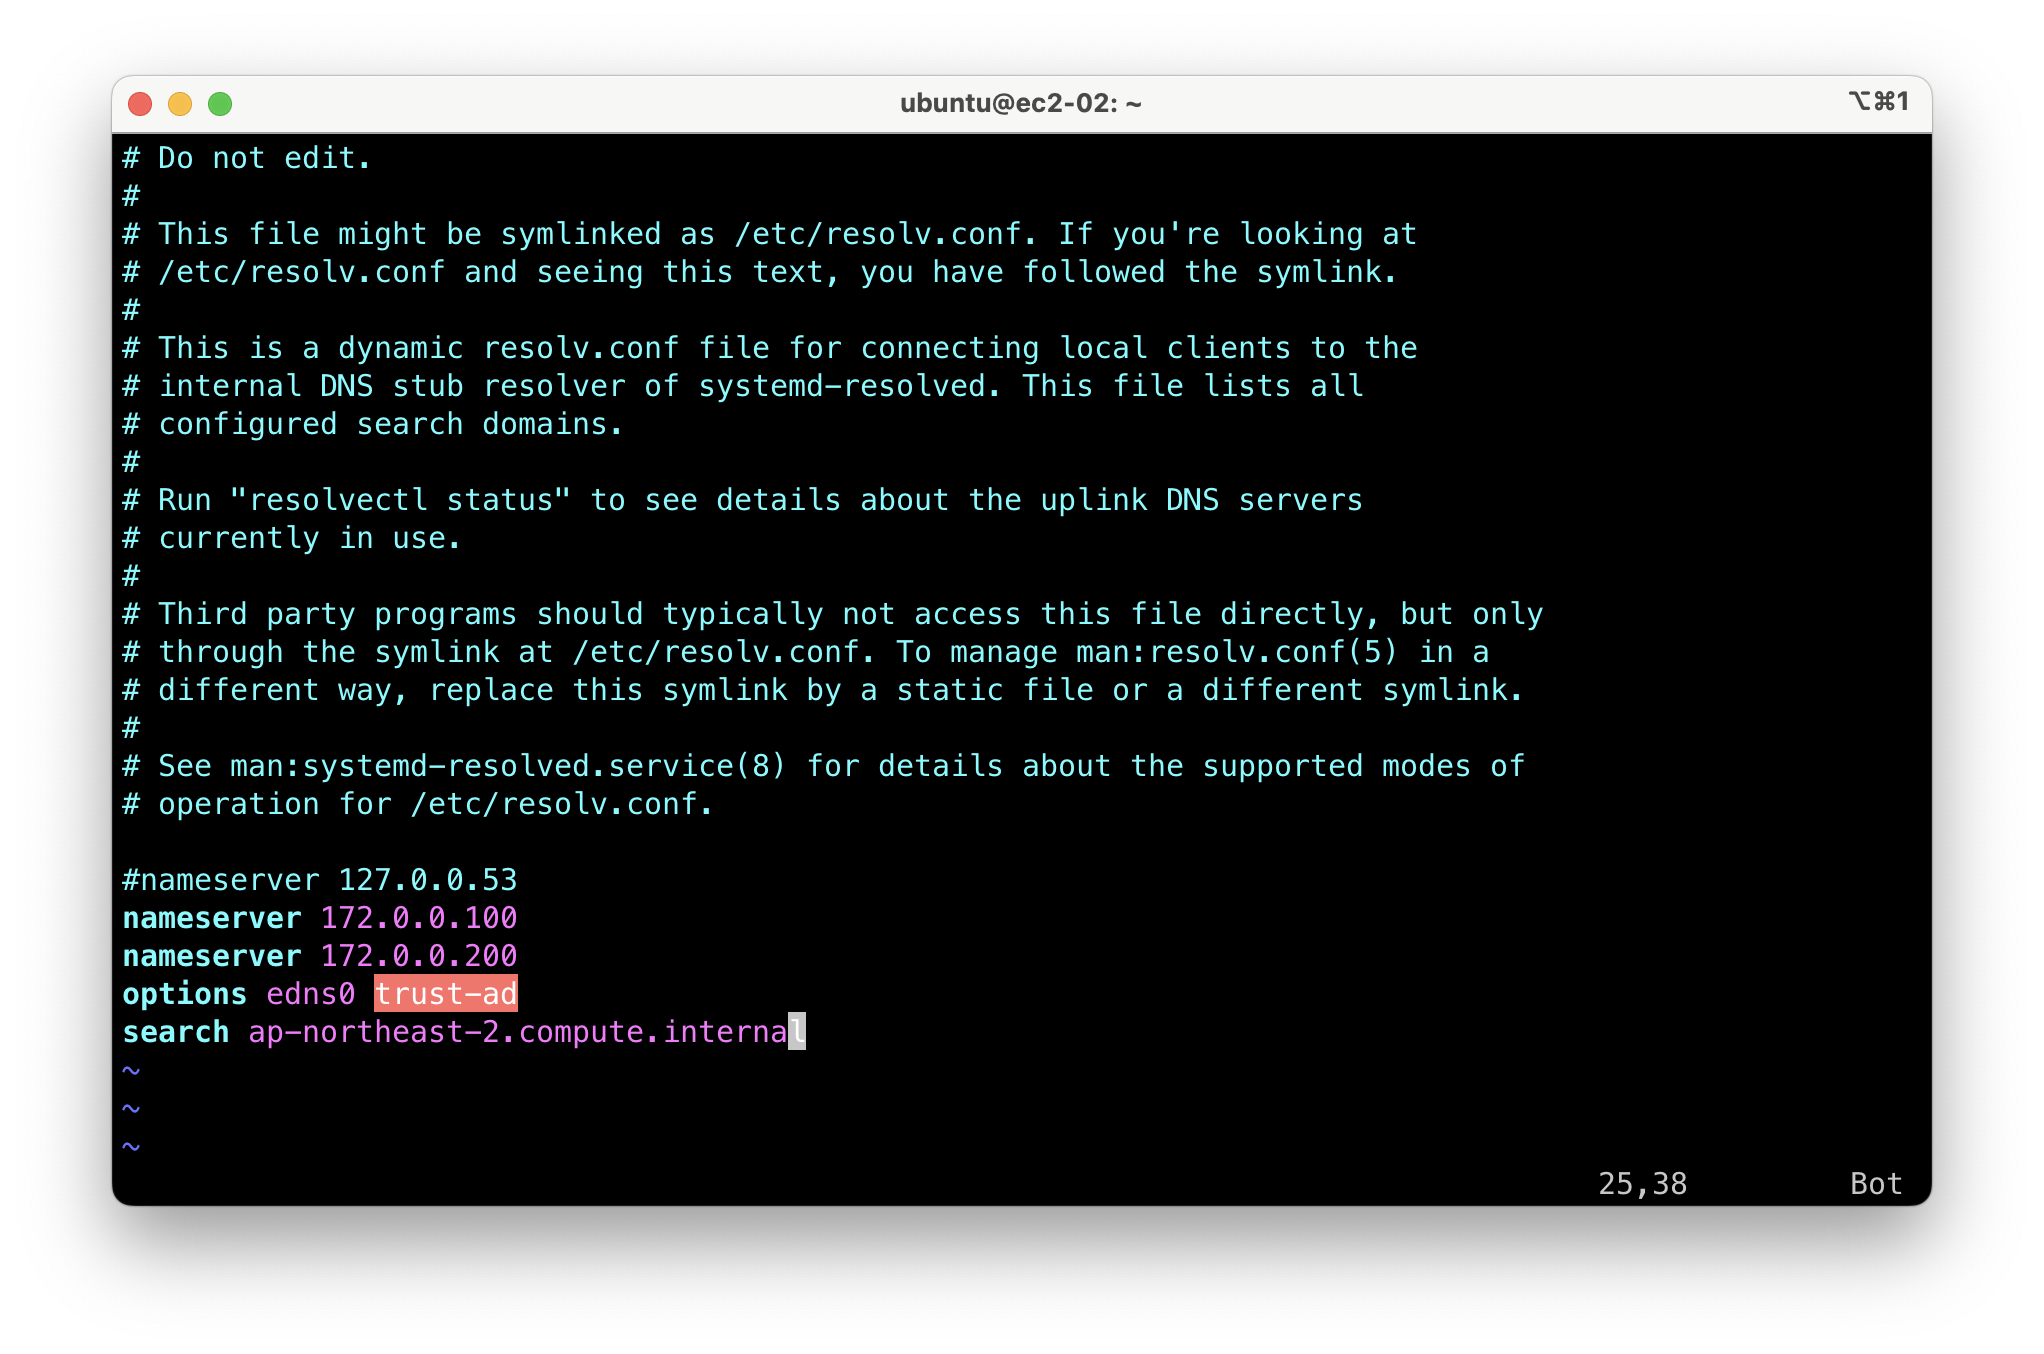 ubuntu@ec2-02: ~
⌥⌘1
# Do not edit.
#
# This file might be symlinked as /etc/resolv.conf. If you're looking at
# /etc/resolv.conf and seeing this text, you have followed the symlink.
#
# This is a dynamic resolv.conf file for connecting local clients to the
# internal DNS stub resolver of systemd-resolved. This file lists all
# configured search domains.
#
# Run "resolvectl status" to see details about the uplink DNS servers
# currently in use.
#
# Third party programs should typically not access this file directly, but only
# through the symlink at /etc/resolv.conf. To manage man:resolv.conf(5) in a
# different way, replace this symlink by a static file or a different symlink.
#
# See man:systemd-resolved.service(8) for details about the supported modes of
# operation for /etc/resolv.conf.

#nameserver 127.0.0.53
nameserver 172.0.0.100
nameserver 172.0.0.200
options edns0 trust-ad
search ap-northeast-2.compute.internal
~
~
~
25,38 Bot